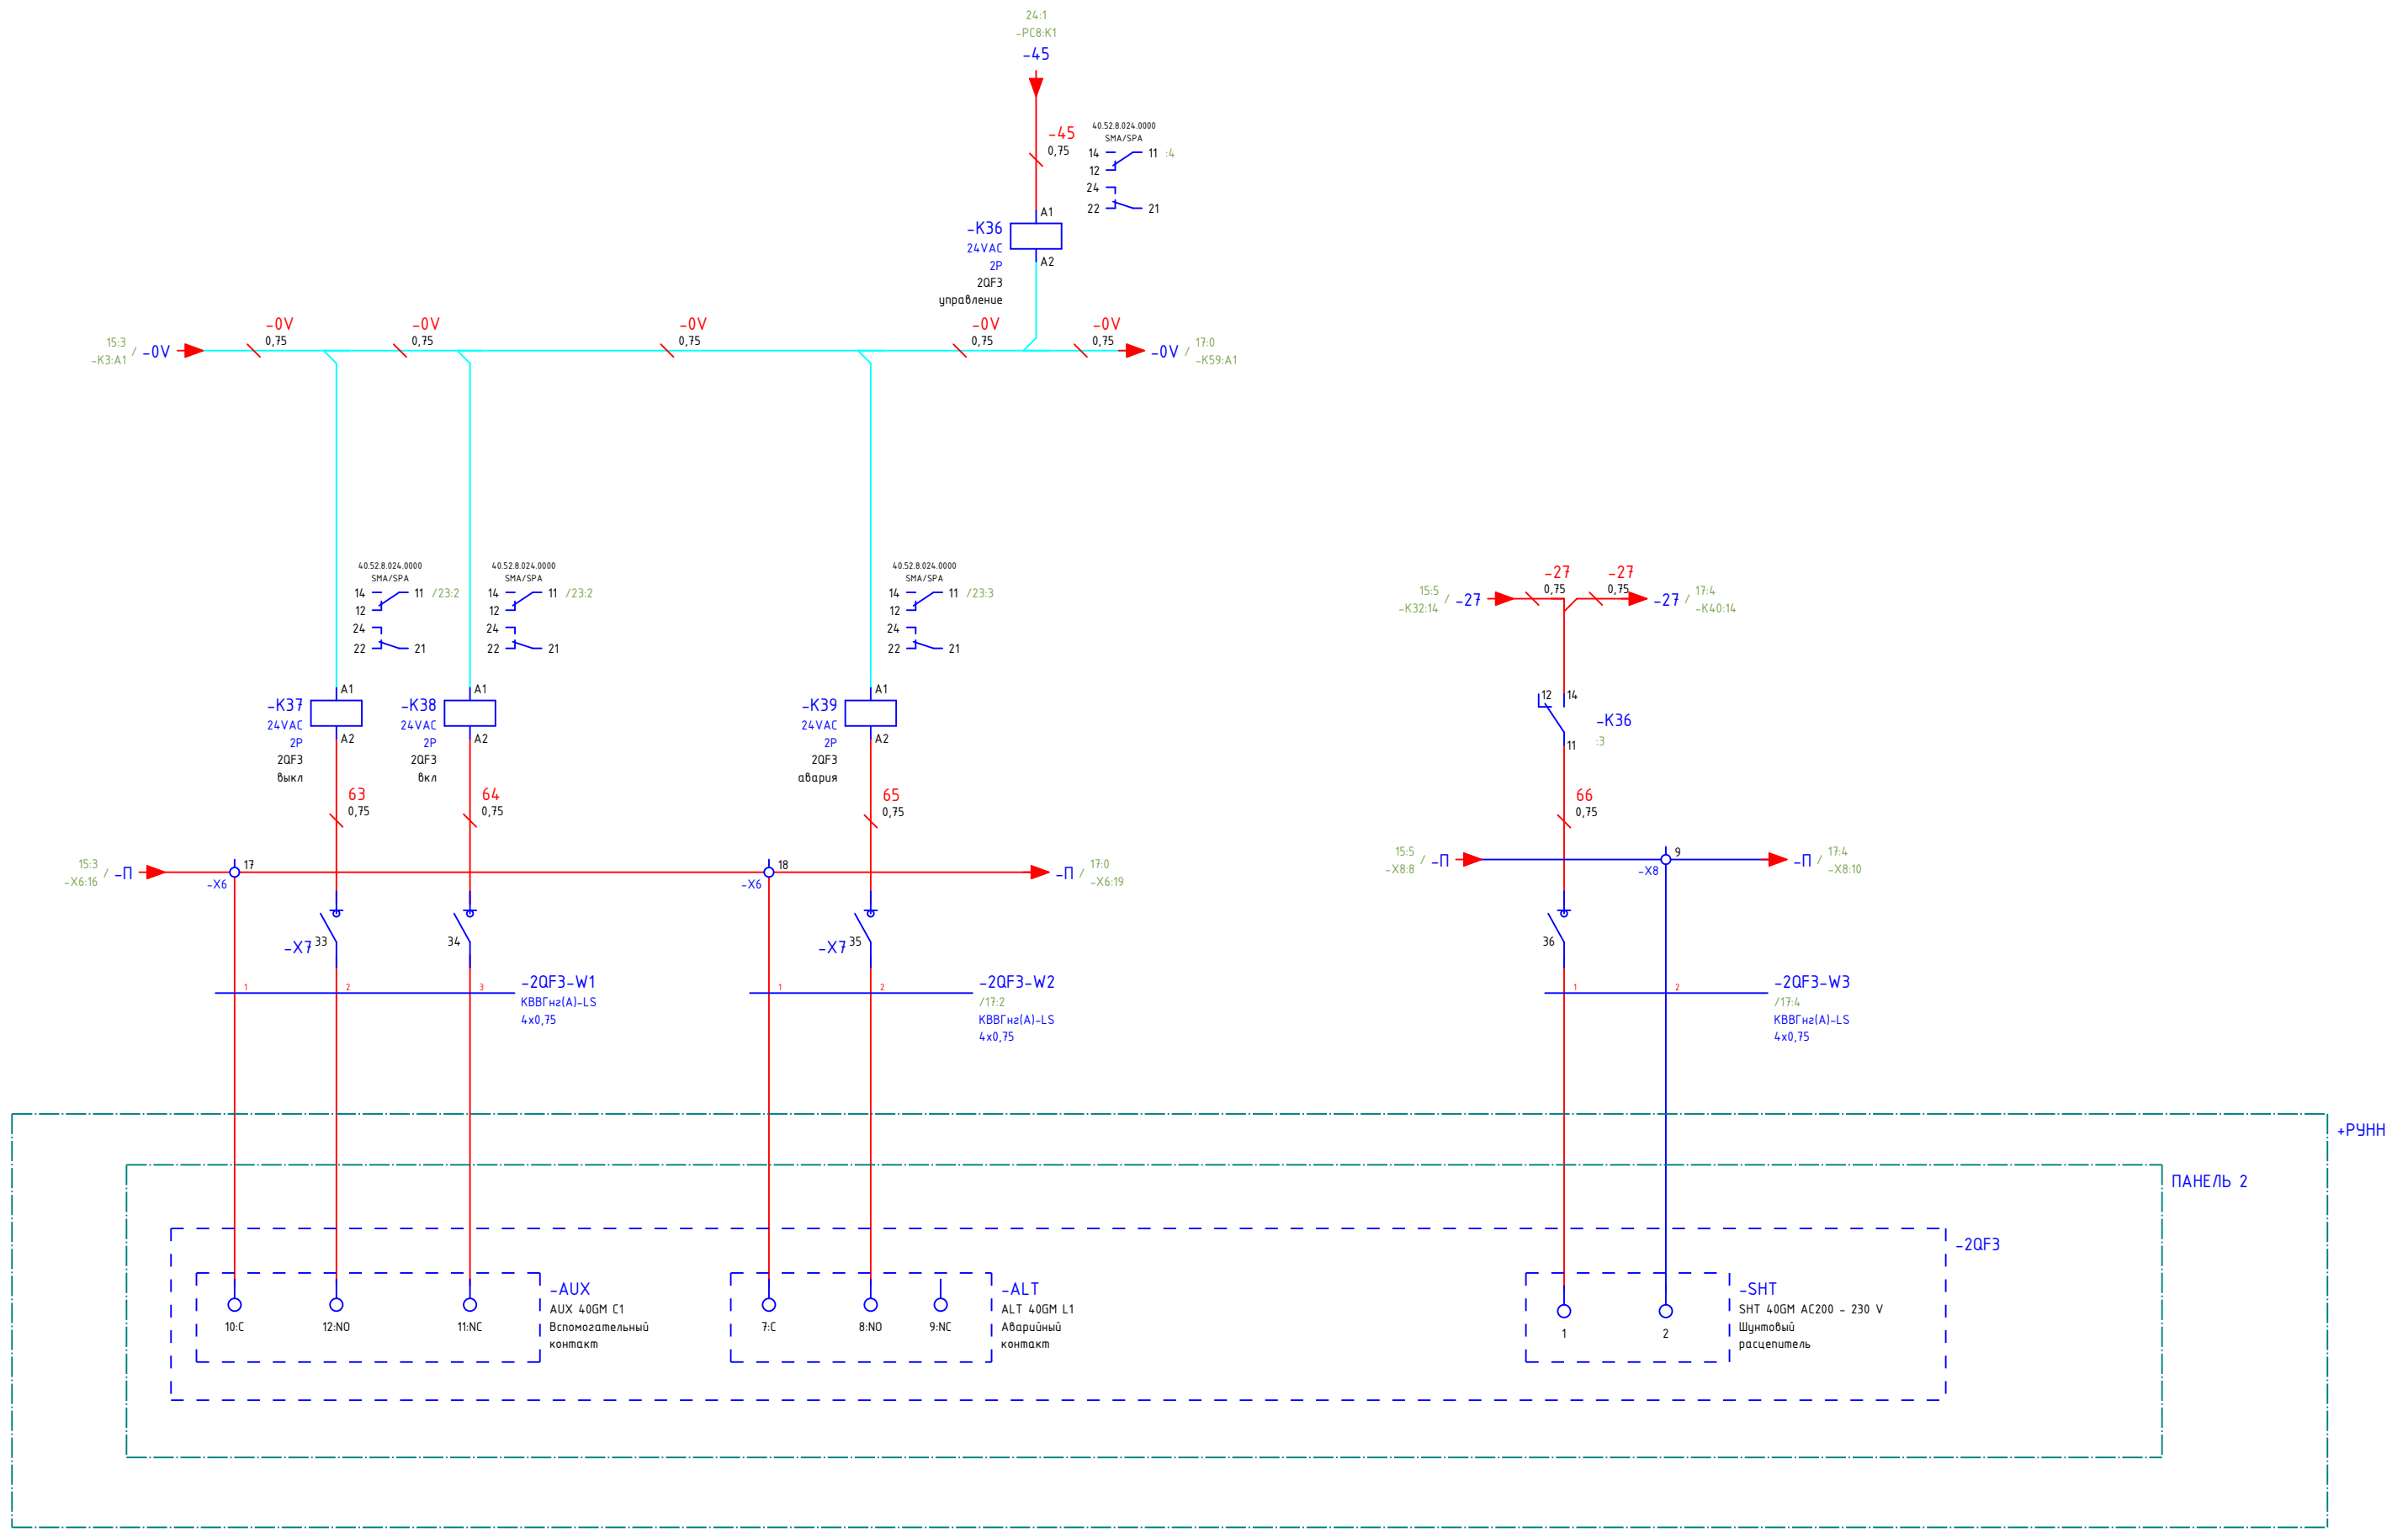 24:1
-PC8:K1
-45
-45
0,75
40.52.8.024.0000
SMA/SPA
14
11 :4
12
24
22
21
A1
-K36
24VAC
2P
2QF3
управление
A2
15:3 / -0V
-K3:A1
-0V
0,75
-0V
0,75
-0V
0,75
-0V
0,75
-0V
0,75
-0V / 17:0
-K59:A1
40.52.8.024.0000
SMA/SPA
14
11 /23:2
12
24
22
21
40.52.8.024.0000
SMA/SPA
14
11 /23:2
12
24
22
21
40.52.8.024.0000
SMA/SPA
14
11 /23:3
12
24
22
21
15:5 / -27
-K32:14
-27
0,75
-27
0,75
-27 / 17:4
-K40:14
A1
-K37
24VAC
2P
2QF3
выкл
A2
A1
-K38
24VAC
2P
2QF3
вкл
A2
A1
-K39
24VAC
2P
2QF3
авария
A2
12
14
-K36
:3
11
63
0,75
64
0,75
65
0,75
66
0,75
15:3 / -П
-X6:16
17
-X6
18
-X6
-П / 17:0
-X6:19
15:5 / -П
-X8:8
9
-X8
-П / 17:4
-X8:10
-X7
33
34
-X7
35
36
1
2
3
-2QF3-W1
КВВГнг(А)-LS
4x0,75
1
2
-2QF3-W2
/17:2
КВВГнг(А)-LS
4x0,75
1
2
-2QF3-W3
/17:4
КВВГнг(А)-LS
4x0,75
+РУНН
ПАНЕЛЬ 2
-2QF3
10:C
12:NO
11:NC
-AUX
AUX 40GM C1
Вспомогательный
контакт
7:C
8:NO
9:NC
-ALT
ALT 40GM L1
Аварийный
контакт
1
2
-SHT
SHT 40GM AC200 - 230 V
Шунтовый
расцепитель